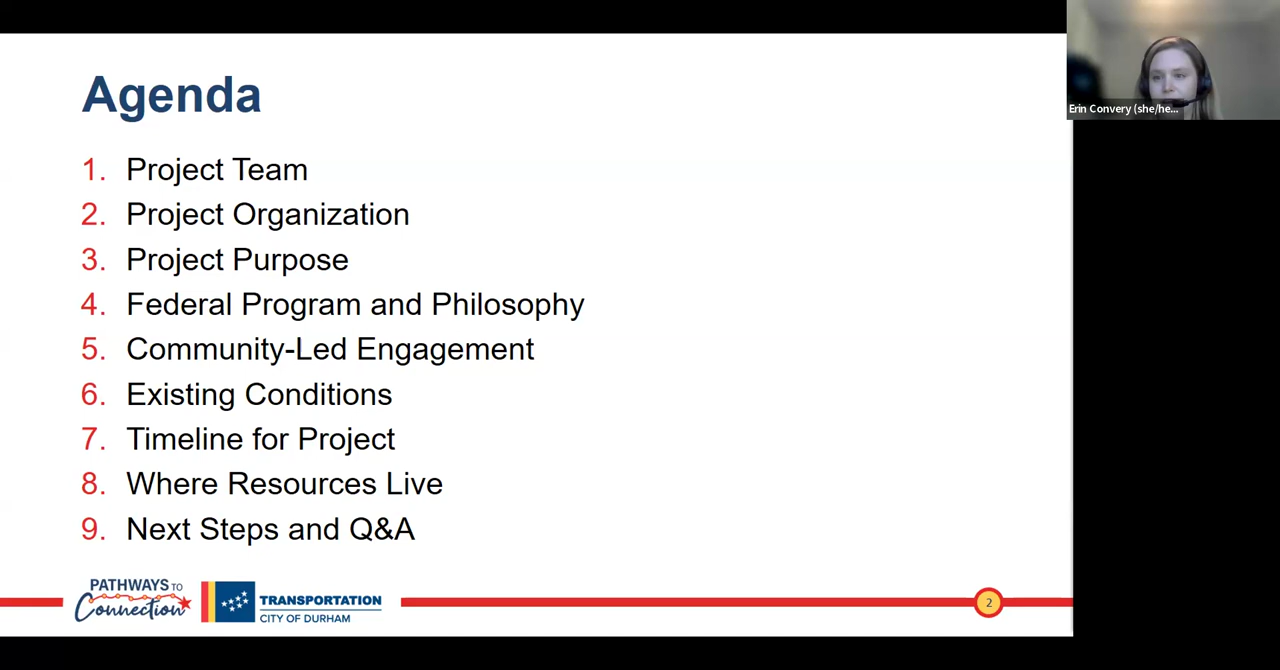 Agenda
1. Project Team
2. Project Organization
3. Project Purpose
4. Federal Program and Philosophy
5. Community-Led Engagement
6. Existing Conditions
7. Timeline for Project
8. Where Resources Live
9. Next Steps and Q&A
PATHWAYS TO
Connection
TRANSPORTATION
CITY OF DURHAM
2
Erin Convery (she/he...